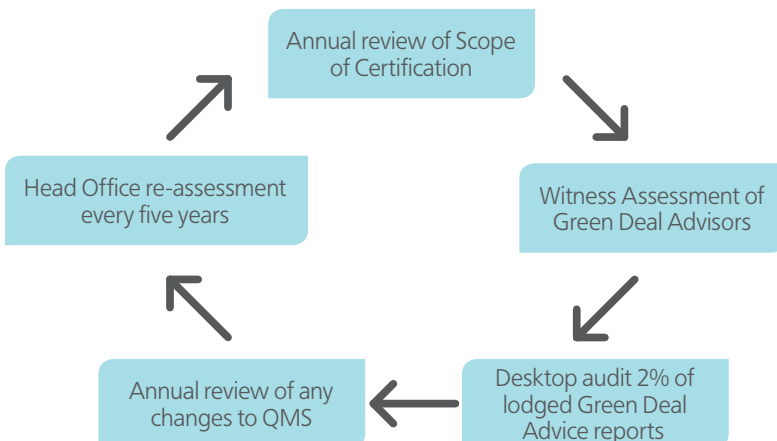 Annual review of Scope
of Certification
Witness Assessment of
Green Deal Advisors
Desktop audit 2% of
lodged Green Deal
Advice reports
Annual review of any
changes to QMS
Head Office re-assessment
every five years